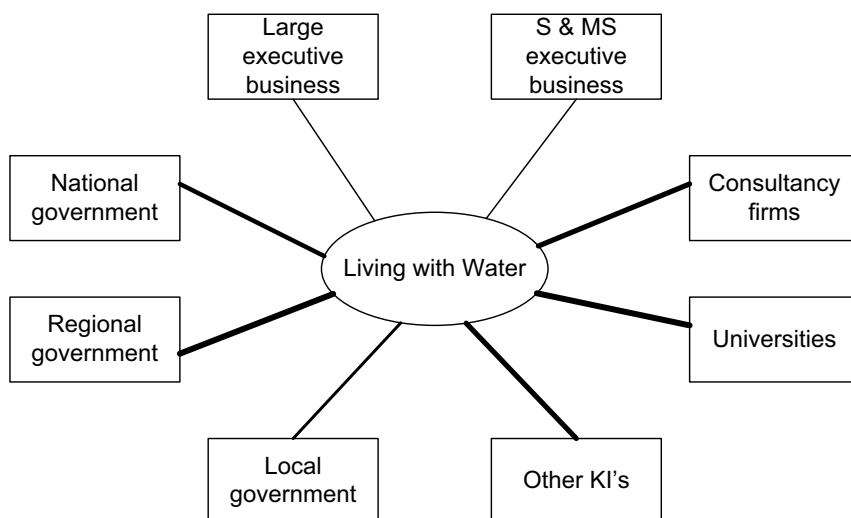 Large
executive
business
S & MS
executive
business
National
government
Consultancy
firms
Living with Water
Regional
government
Universities
Local
government
Other KI's